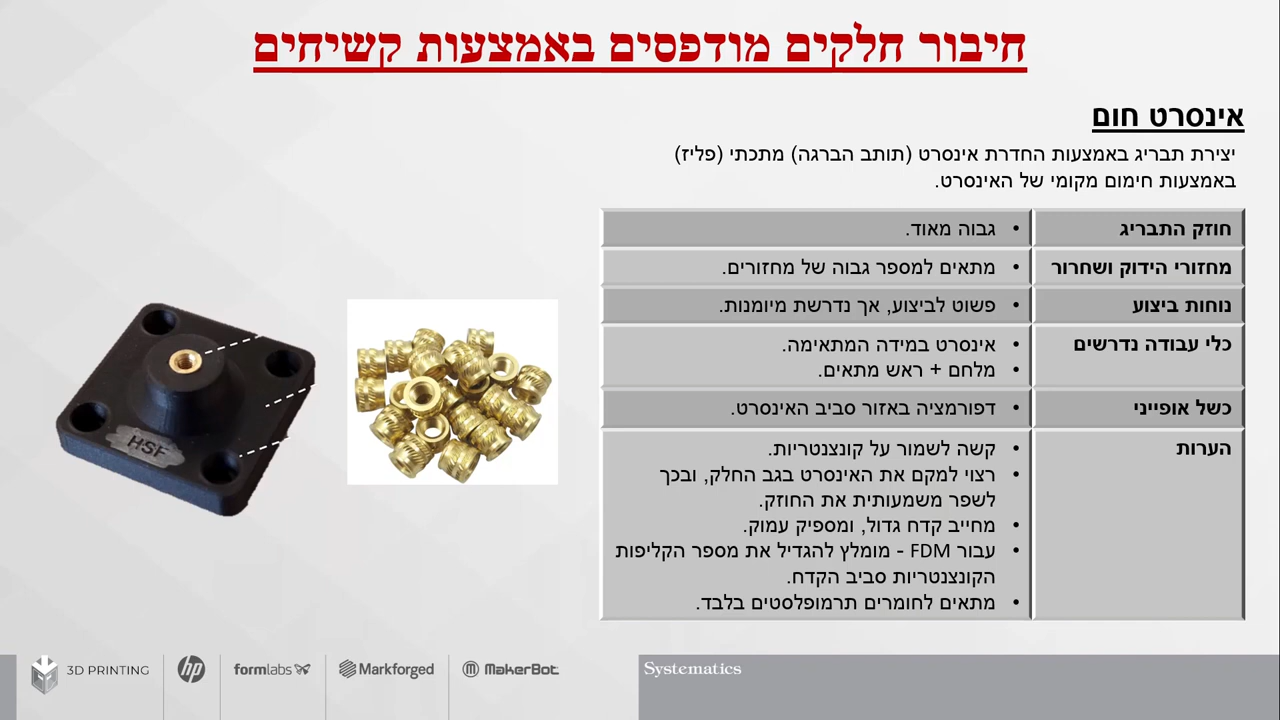 חיבור חלקים מודפסים באמצעות קשיחים
אינסרט חום
יצירת תבריג באמצעות החדרת אינסרט (תותב הברגה) מתכתי (פליז)
באמצעות חימום מקומי של האינסרט.
חוזק התבריג
• גבוה מאוד.
מחזורי הידוק ושחרור
• מתאים למספר גבוה של מחזורים.
נוחות ביצוע
• פשוט לביצוע, אך נדרשת מיומנות.
כלי עבודה נדרשים
• אינסרט במידה המתאימה.
• מלחם + ראש מתאים.
כשל אופייני
• דפורמציה באזור סביב האינסרט.
הערות
• קשה לשמור על קונצנטריות.
• רצוי למקם את האינסרט בגב החלק, ובכך
לשפר משמעותית את החוזק.
• מחייב קדח גדול, ומספיק עמוק.
• עבור FDM - מומלץ להגדיל את מספר הקליפות
הקונצנטריות סביב הקדח.
• מתאים לחומרים תרמופלסטים בלבד.
HSF
3D PRINTING
hp
formlabs
Markforged
MakerBot
Systematics